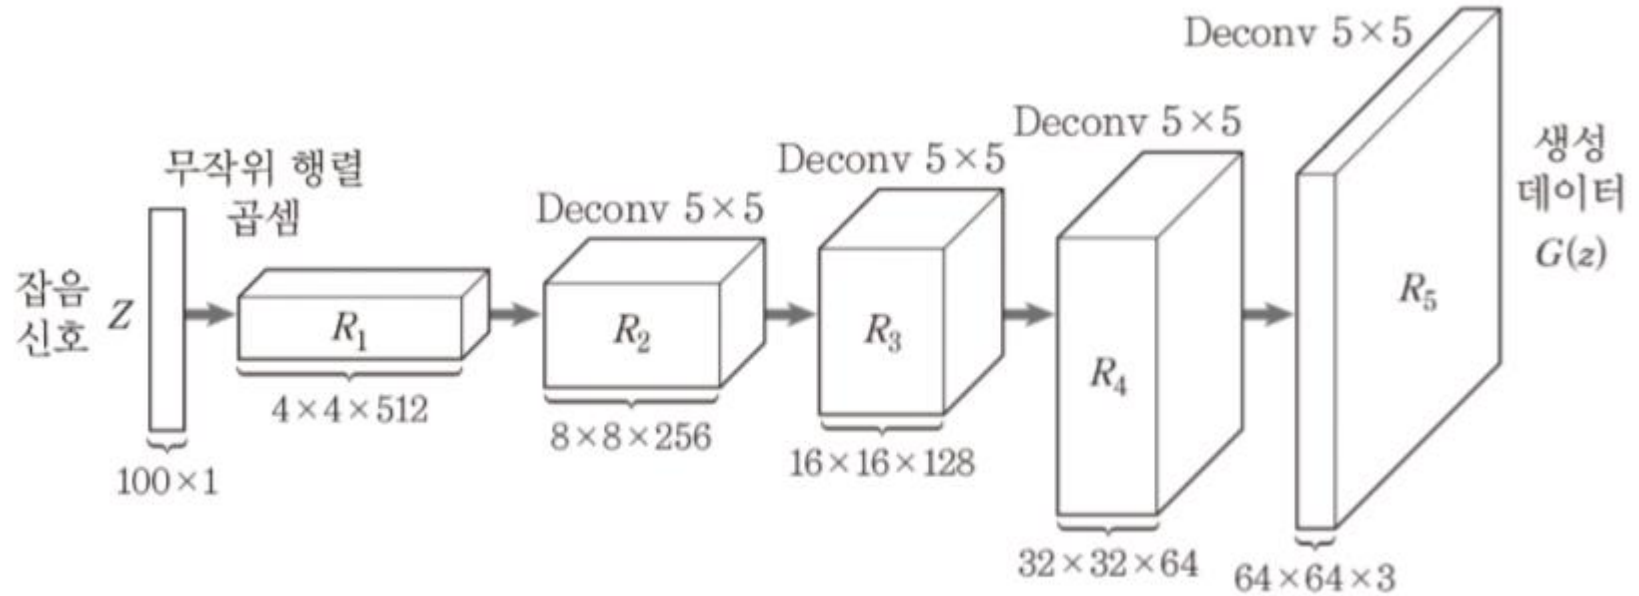 잡음
신호
Z
100×1
무작위 행렬
곱셈
R₁
4×4×512
Deconv 5×5
R₂
8×8×256
Deconv 5×5
R₃
16×16×128
Deconv 5×5
R₄
32×32×64
Deconv 5×5
R₅
64×64×3
생성
데이터
G(z)